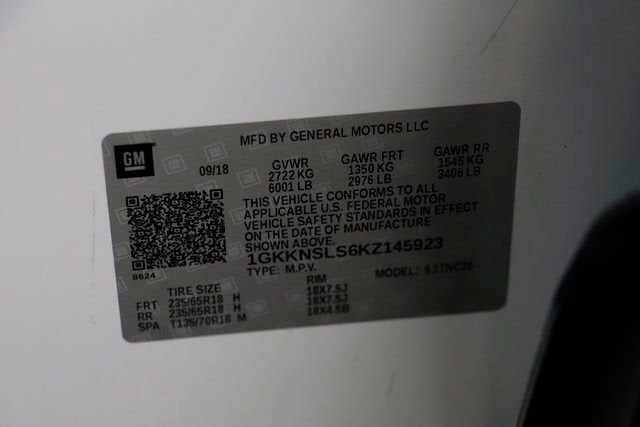 MFD BY GENERAL MOTORS LLC
GM
09/18
GVWR GAWR FRT GAWR RR
2722 KG 1350 KG 1545 KG
6001 LB 2976 LB 3406 LB
THIS VEHICLE CONFORMS TO ALL
APPLICABLE U.S. FEDERAL MOTOR
VEHICLE SAFETY STANDARDS IN EFFECT
ON THE DATE OF MANUFACTURE
SHOWN ABOVE.
1GKKNSLS6KZ145923
8624
TYPE: M.P.V. MODEL: 63TNC26
TIRE SIZE RIM
FRT 235/65R18 H 18X7.5J
RR 235/65R18 H 18X7.5J
SPA T135/70R18 M 18X4.5B